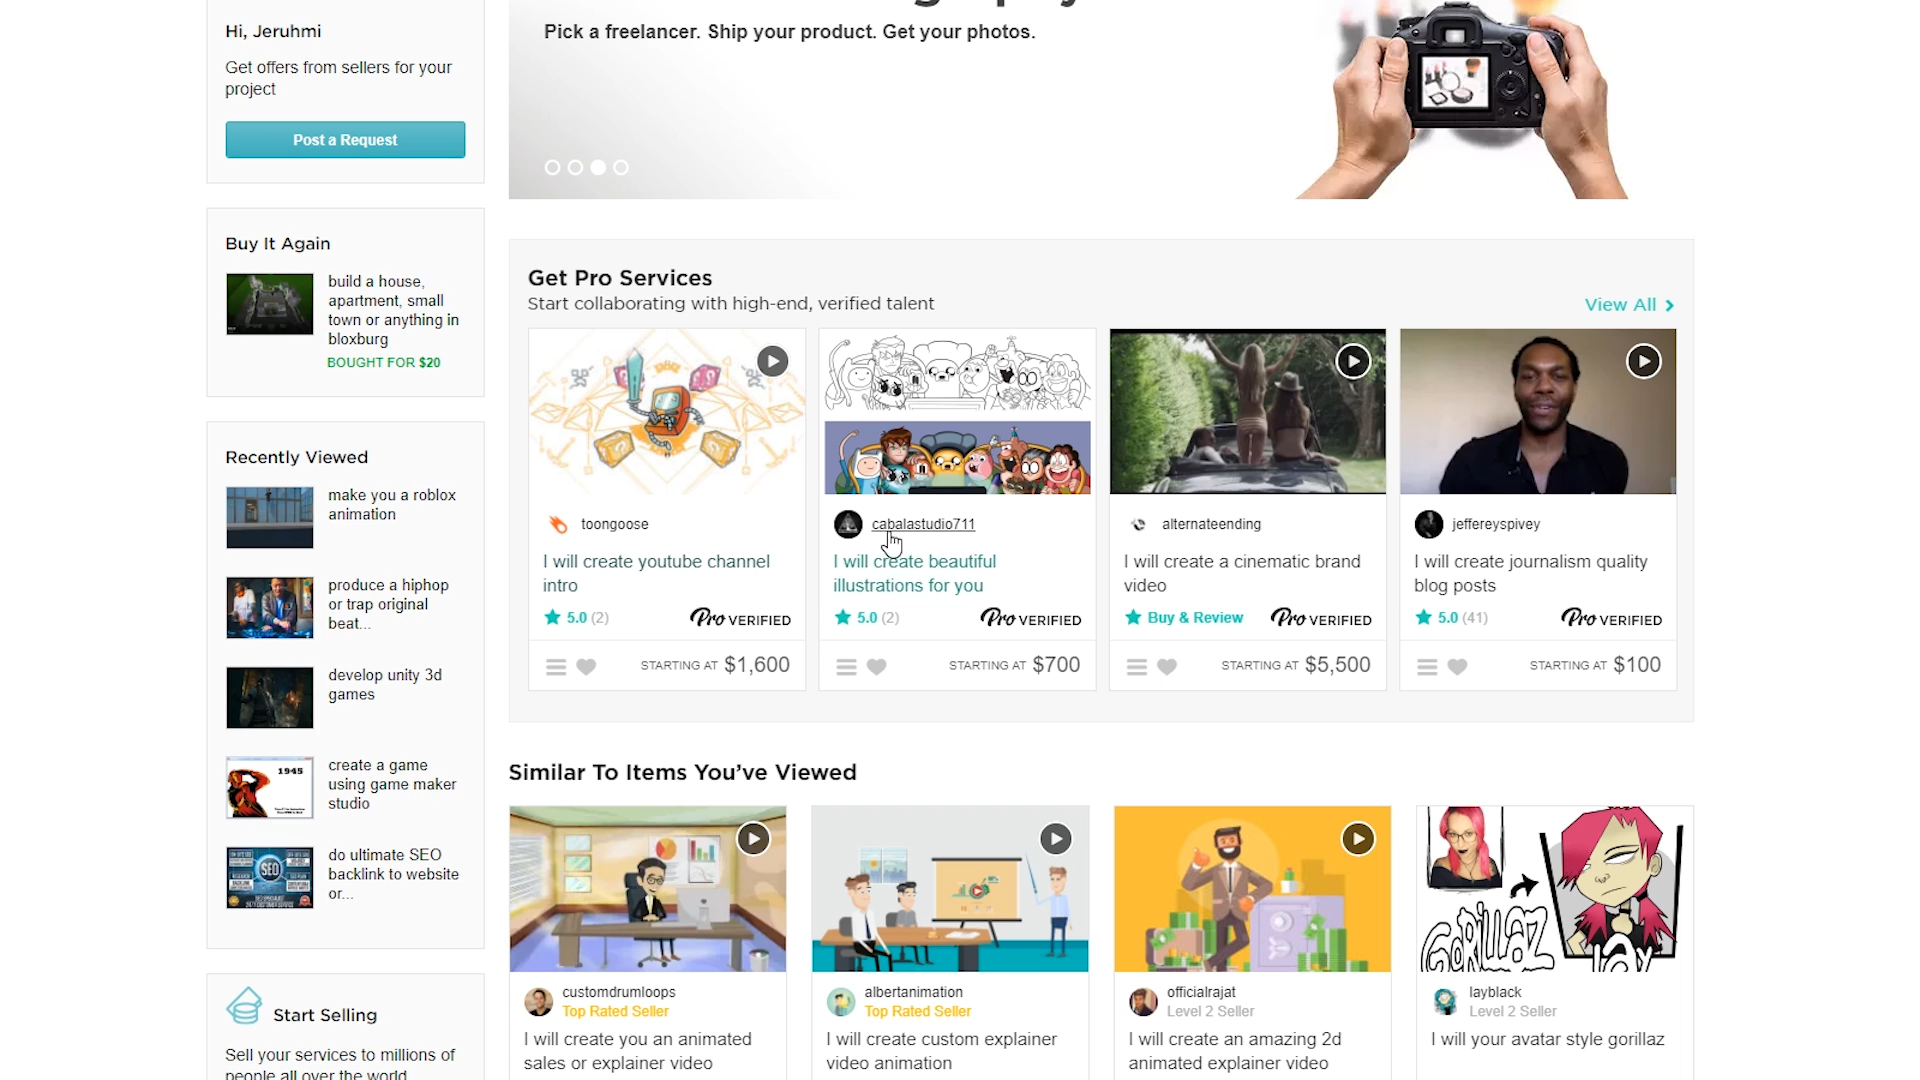 Hi, Jeruhmi
Get offers from sellers for your
project
Post a Request
Buy It Again
build a house,
apartment, small
town or anything in
bloxburg
BOUGHT FOR $20
Recently Viewed
make you a roblox
animation
produce a hiphop
or trap original
beat...
develop unity 3d
games
1945
create a game
using game maker
studio
SEO
do ultimate SEO
backlink to website
or...
Start Selling
Sell your services to millions of
people all over the world
Pick a freelancer. Ship your product. Get your photos.
Get Pro Services
Start collaborating with high-end, verified talent
View All >
toongoose
I will create youtube channel
intro
5.0 (2)
Pro VERIFIED
STARTING AT $1,600
cabalastudio711
I will create beautiful
illustrations for you
5.0 (2)
Pro VERIFIED
STARTING AT $700
alternateending
I will create a cinematic brand
video
Buy & Review
Pro VERIFIED
STARTING AT $5,500
jeffereyspivey
I will create journalism quality
blog posts
5.0 (41)
Pro VERIFIED
STARTING AT $100
Similar To Items You’ve Viewed
customdrumloops
Top Rated Seller
I will create you an animated
sales or explainer video
albertanimation
Top Rated Seller
I will create custom explainer
video animation
officialrajat
Level 2 Seller
I will create an amazing 2d
animated explainer video
GORillAZ
lAy
layblack
Level 2 Seller
I will your avatar style gorillaz